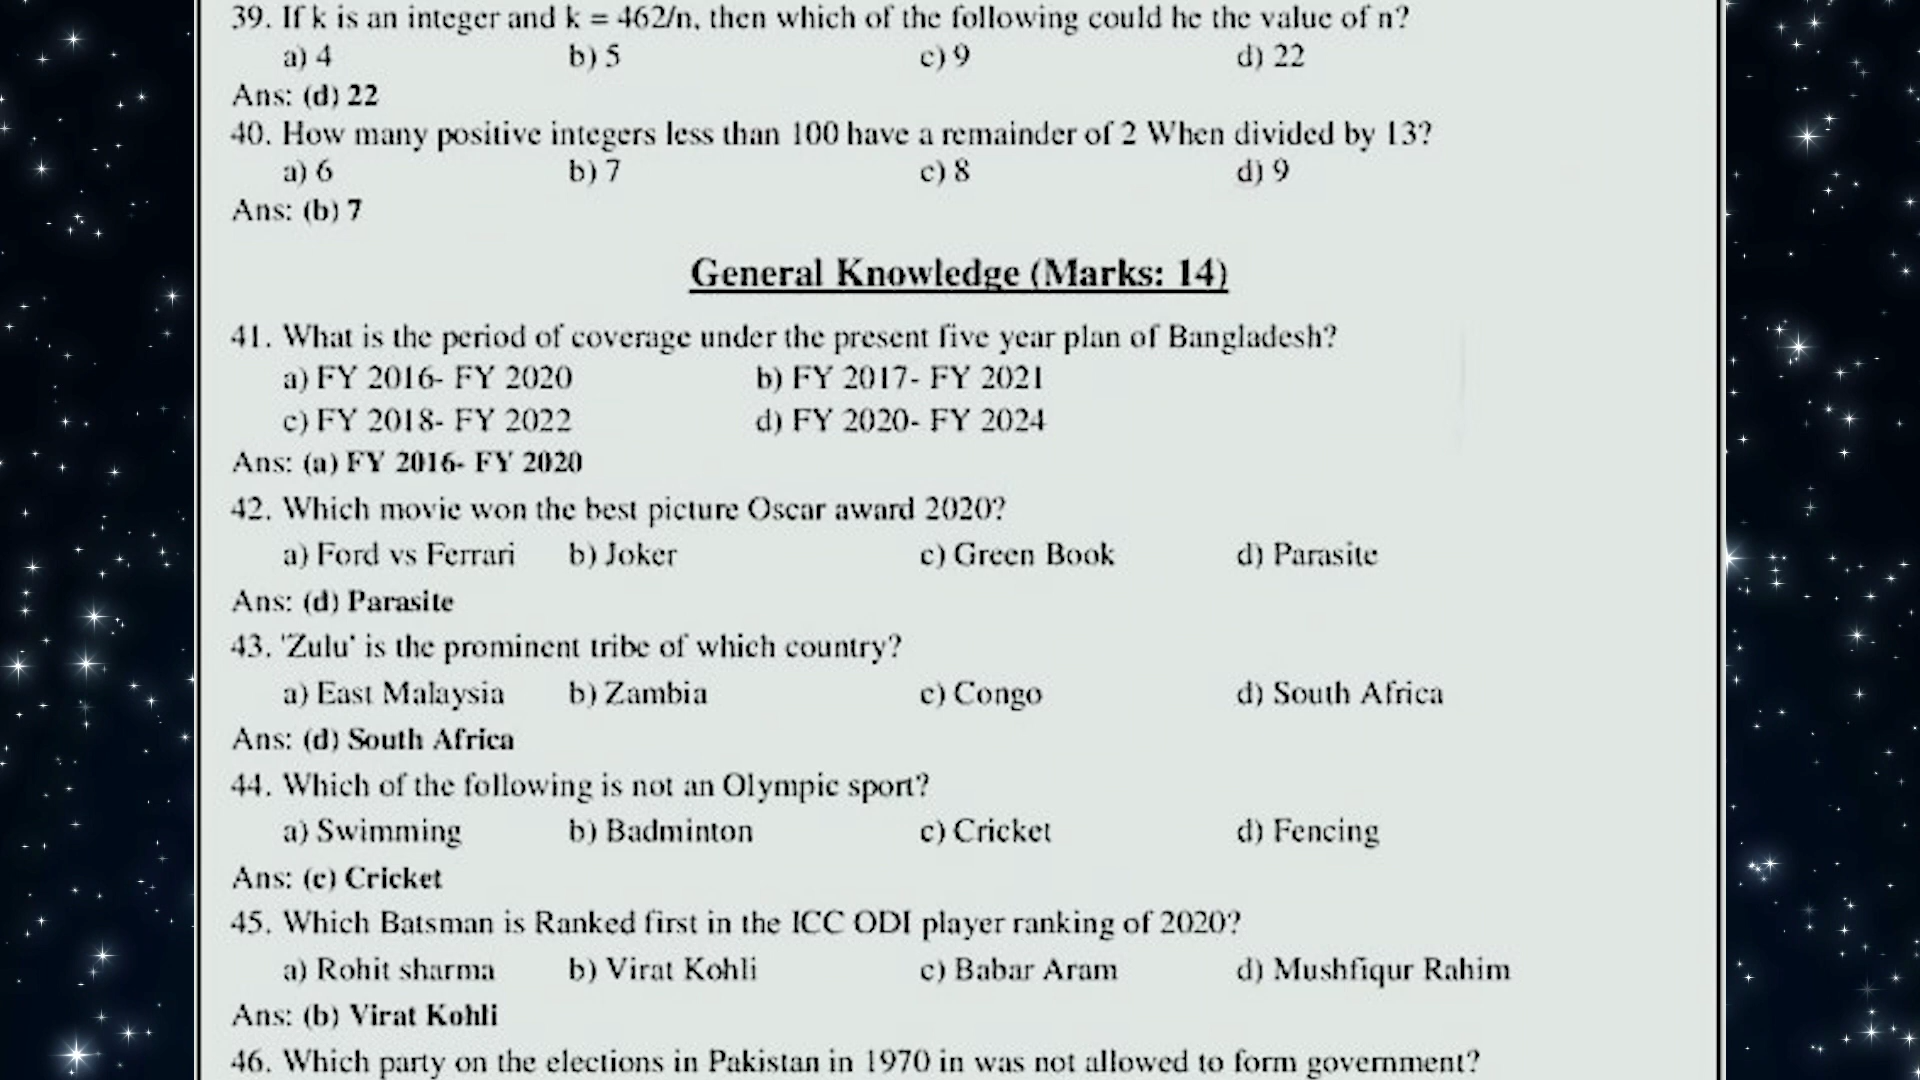 39. If k is an integer and k = 462/n, then which of the following could he the value of n?
a) 4 b) 5 c) 9 d) 22
Ans: (d) 22
40. How many positive integers less than 100 have a remainder of 2 When divided by 13?
a) 6 b) 7 c) 8 d) 9
Ans: (b) 7
General Knowledge (Marks: 14)
41. What is the period of coverage under the present five year plan of Bangladesh?
a) FY 2016- FY 2020 b) FY 2017- FY 2021
c) FY 2018- FY 2022 d) FY 2020- FY 2024
Ans: (a) FY 2016- FY 2020
42. Which movie won the best picture Oscar award 2020?
a) Ford vs Ferrari b) Joker c) Green Book d) Parasite
Ans: (d) Parasite
43. 'Zulu' is the prominent tribe of which country?
a) East Malaysia b) Zambia c) Congo d) South Africa
Ans: (d) South Africa
44. Which of the following is not an Olympic sport?
a) Swimming b) Badminton c) Cricket d) Fencing
Ans: (c) Cricket
45. Which Batsman is Ranked first in the ICC ODI player ranking of 2020?
a) Rohit sharma b) Virat Kohli c) Babar Aram d) Mushfiqur Rahim
Ans: (b) Virat Kohli
46. Which party on the elections in Pakistan in 1970 in was not allowed to form government?